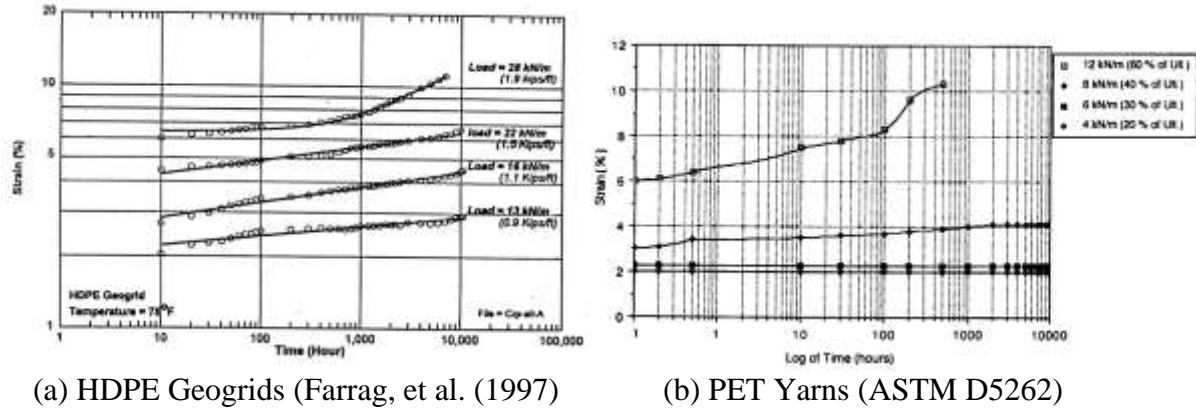 20
10
5
1
Strain (%)
Load = 28 kN/m
(1.9 Kips/ft)
Load = 22 kN/m
(1.5 Kips/ft)
Load = 16 kN/m
(1.1 Kips/ft)
Load = 13 kN/m
(0.9 Kips/ft)
HDPE Geogrid
Temperature = 75°F
1 10 100 1,000 10,000 100,000
Time (Hour)
12
10
8
6
4
2
0
Strain [%]
.1 1 10 100 1000 10000
Log of Time (hours)
12 kN/m (60 % of Ult.)
8 kN/m (40 % of Ult.)
6 kN/m (30 % of Ult.)
4 kN/m (20 % of Ult.)
(a) HDPE Geogrids (Farrag, et al. (1997)
(b) PET Yarns (ASTM D5262)